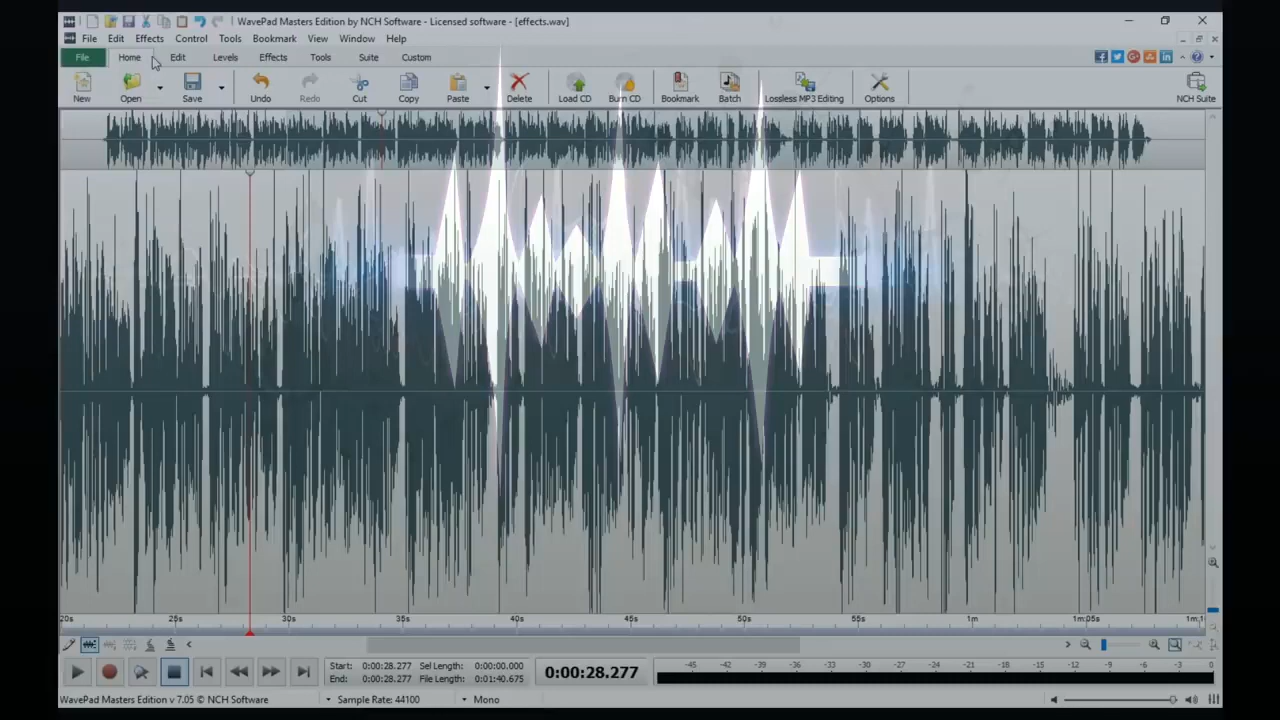 WavePad Masters Edition by NCH Software - Licensed software - [effects.wav]
File Edit Effects Control Tools Bookmark View Window Help
File Home Edit Levels Effects Tools Suite Custom
New Open Save Undo Redo Cut Copy Paste Delete Load CD Burn CD Bookmark Batch Lossless MP3 Editing Options NCH Suite
20s 25s 30s 35s 40s 45s 50s 55s 1m 1m:05s 1m:1
Start: 0:00:28.277 Sel Length: 0:00:00.000
End: 0:00:28.277 File Length: 0:01:40.675
0:00:28.277
-45 -42 -39 -36 -33 -30 -27 -24 -21 -18 -15 -12 -9 -6 -3 0
WavePad Masters Edition v 7.05 © NCH Software Sample Rate: 44100 Mono